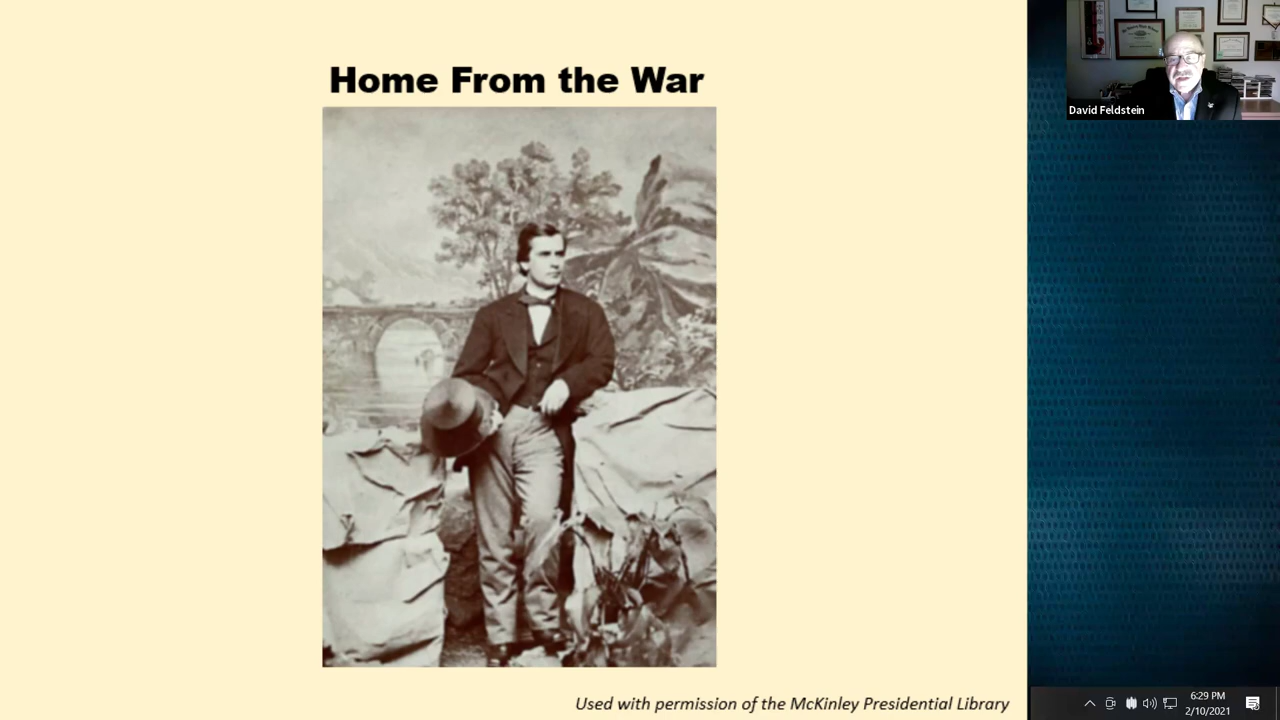 Home From the War
Used with permission of the McKinley Presidential Library
David Feldstein
6:29 PM
2/10/2021